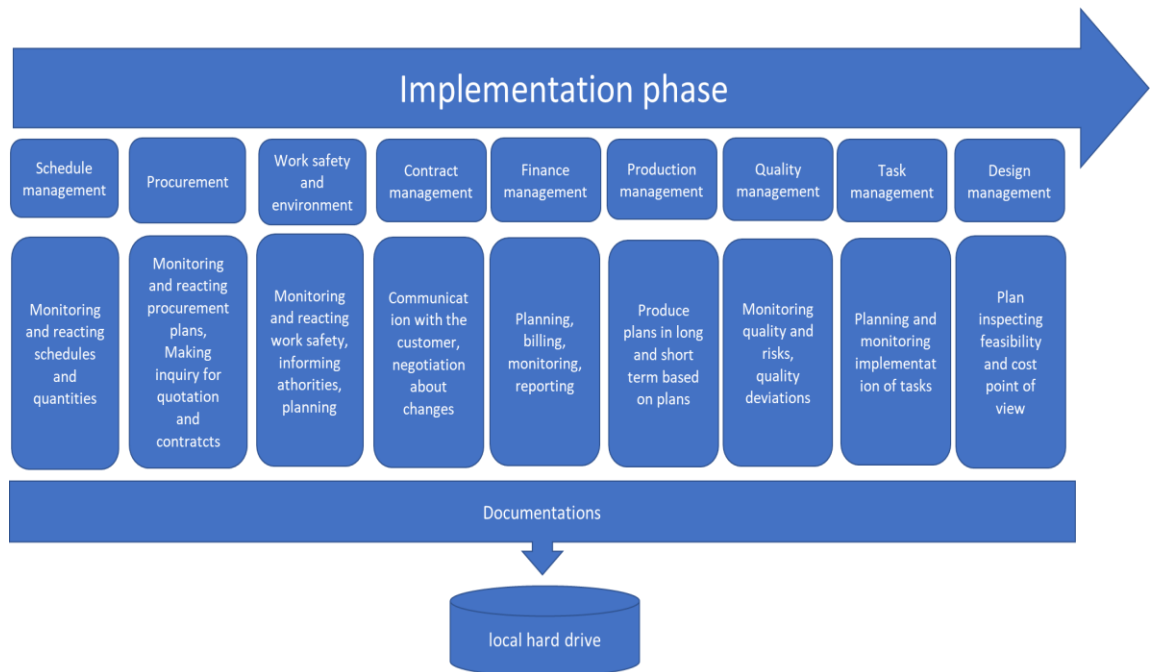 Implementation phase
Schedule
management
Procurement
Work safety
and
environment
Contract
management
Finance
management
Production
management
Quality
management
Task
management
Design
management
Monitoring
and reacting
schedules
and
quantities
Monitoring
and reacting
procurement
plans,
Making
inquiry for
quotation
and
contratcts
Monitoring
and reacting
work safety,
informing
athorities,
planning
Communicat
ion with the
customer,
negotiation
about
changes
Planning,
billing,
monitoring,
reporting
Produce
plans in long
and short
term based
on plans
Monitoring
quality and
risks,
quality
deviations
Planning and
monitoring
implementat
ion of tasks
Plan
inspecting
feasibility
and cost
point of
view
Documentations
local hard drive